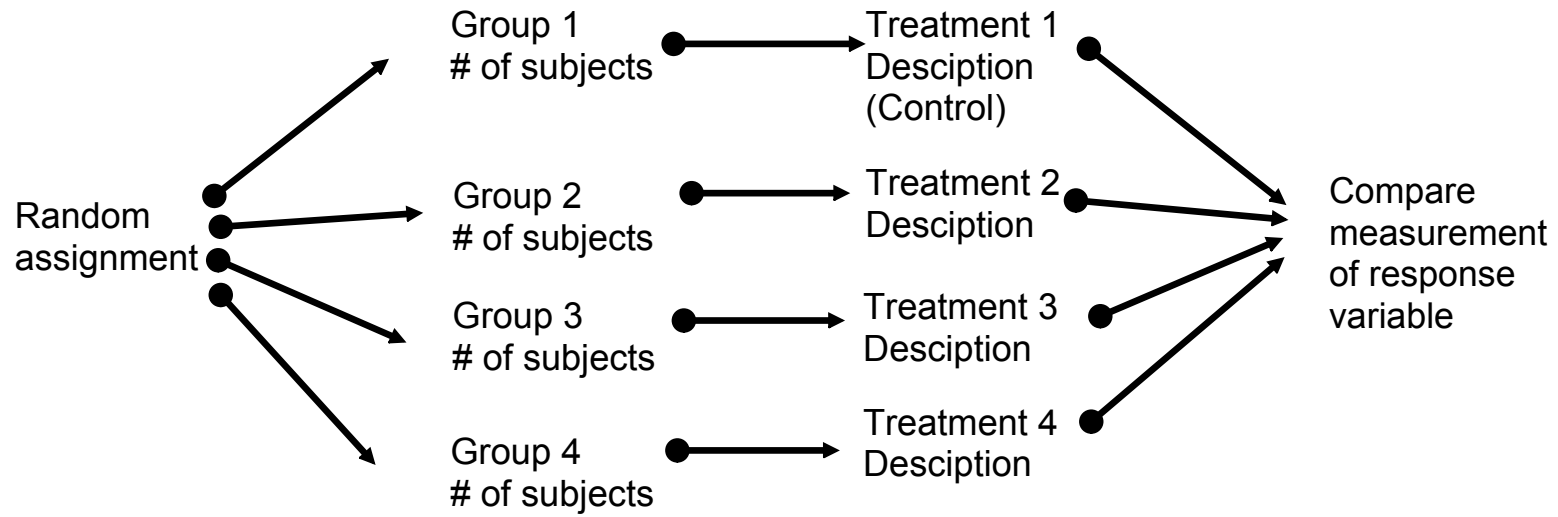 Random
assignment
Group 1
# of subjects
Treatment 1
Desciption
(Control)
Group 2
# of subjects
Treatment 2
Desciption
Group 3
# of subjects
Treatment 3
Desciption
Group 4
# of subjects
Treatment 4
Desciption
Compare
measurement
of response
variable